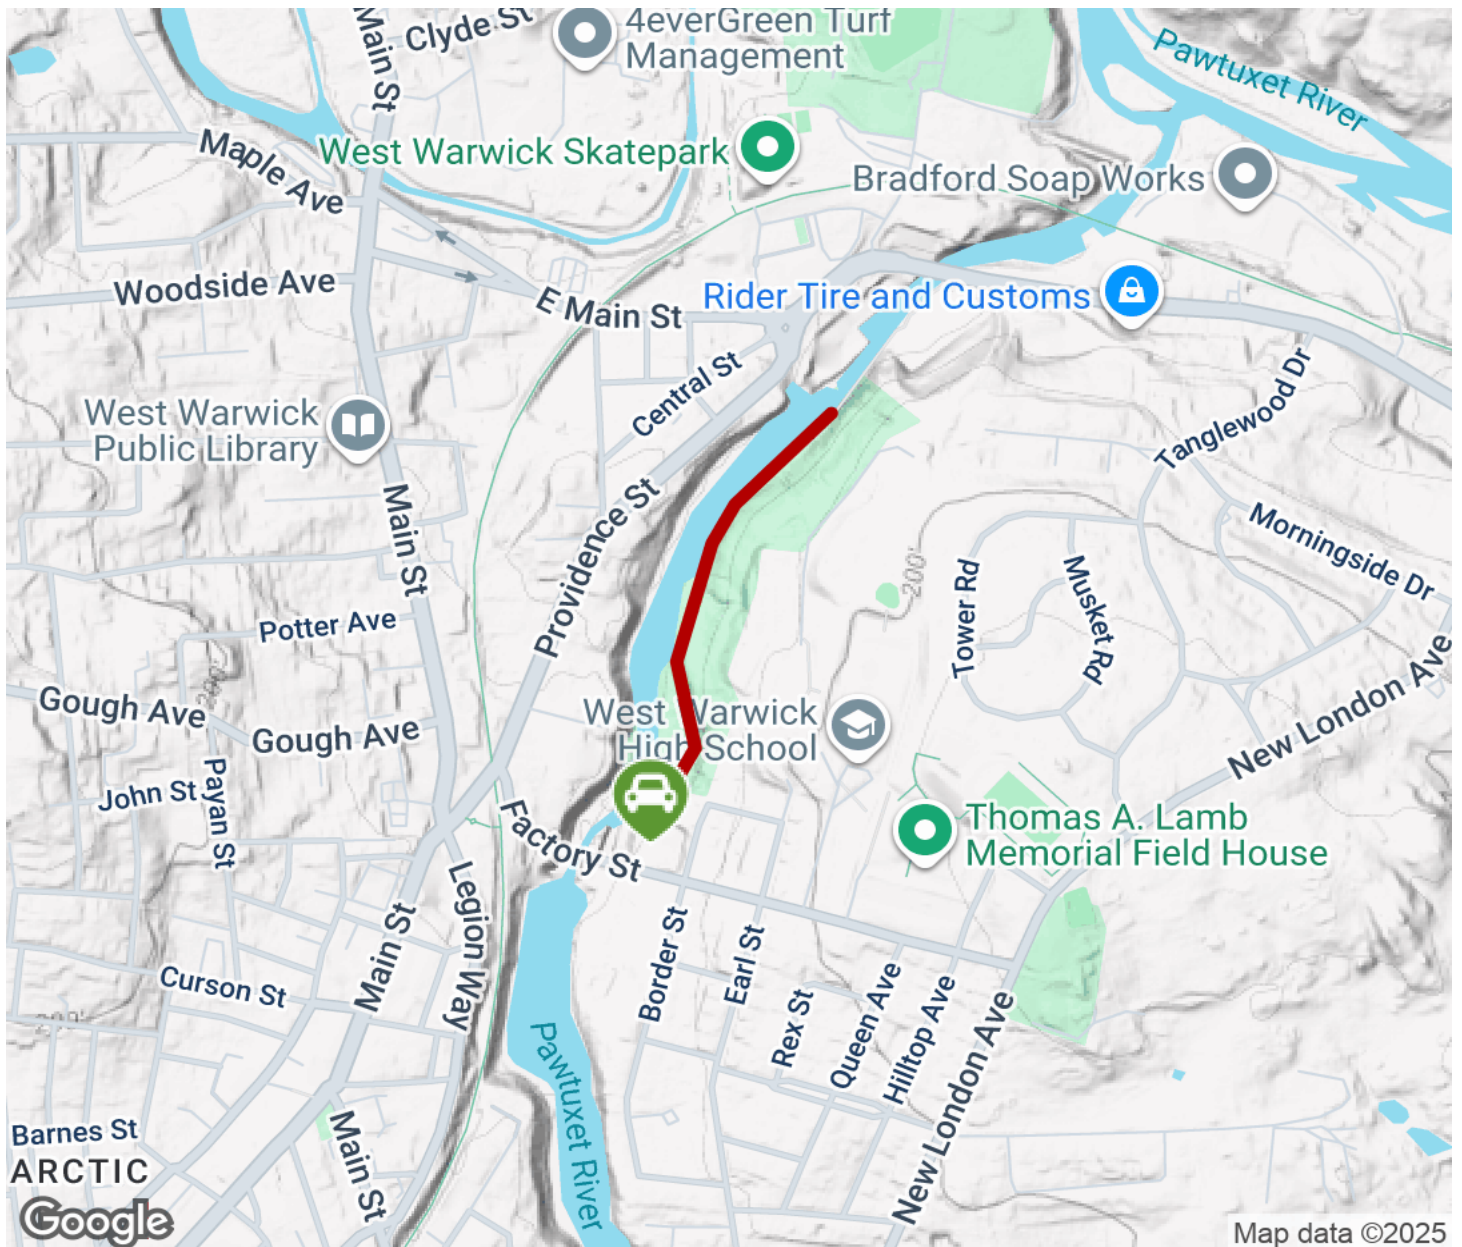 Clyde St
Main St
4everGreen Turf
Management
Pawtuxet River
Maple Ave
West Warwick Skatepark
Bradford Soap Works
Woodside Ave
E Main St
Rider Tire and Customs
Central St
Tanglewood Dr
West Warwick
Public Library
Main St
Providence St
Morningside Dr
200'
Tower Rd
Musket Rd
Potter Ave
Gough Ave
Gough Ave
West Warwick
High School
New London Ave
John St
Payan St
Factory St
Thomas A. Lamb
Memorial Field House
Legion Way
Main St
Border St
Earl St
Curson St
Rex St
Queen Ave
Hilltop Ave
New London Ave
Pawtuxet River
Barnes St
ARCTIC
Main St
Google
Map data ©2025